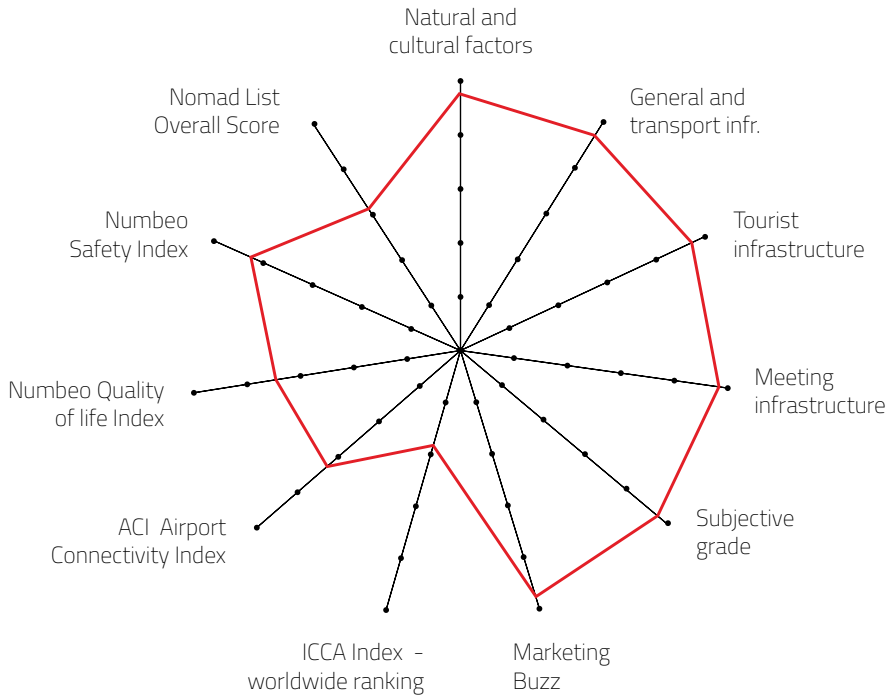 Natural and
cultural factors
General and
transport infr.
Tourist
infrastructure
Meeting
infrastructure
Subjective
grade
Marketing
Buzz
ICCA Index -
worldwide ranking
ACI Airport
Connectivity Index
Numbeo Quality
of life Index
Numbeo
Safety Index
Nomad List
Overall Score